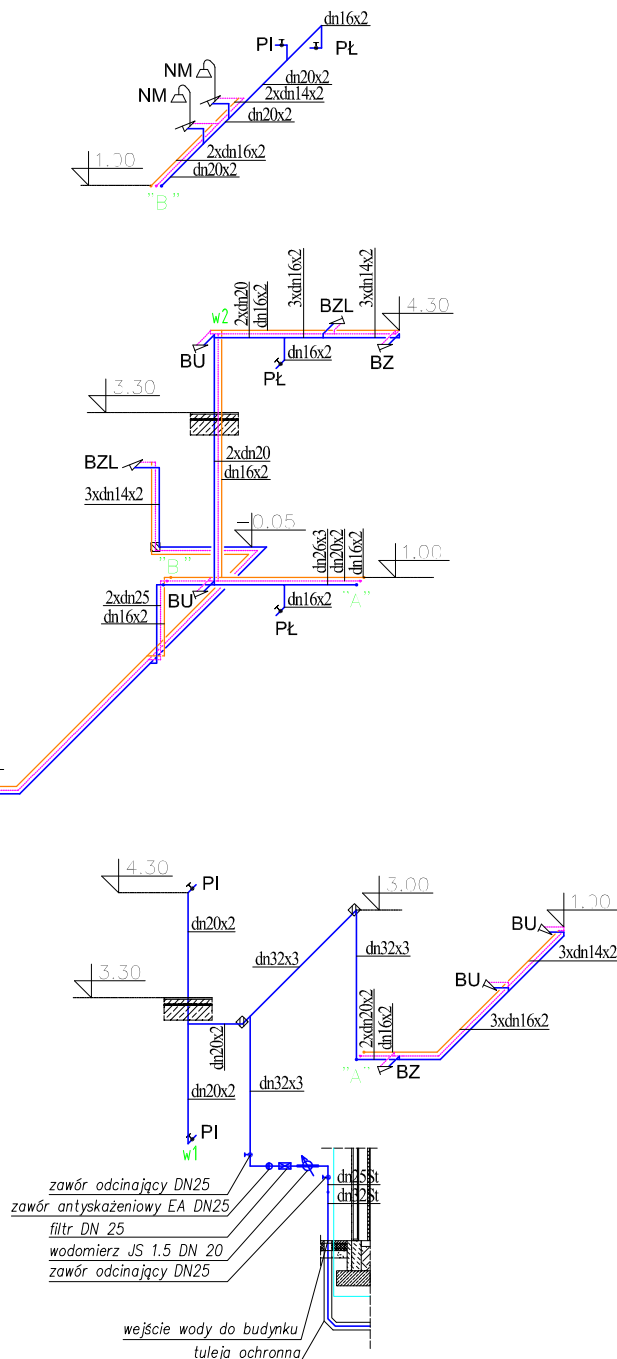 dn16x2
PI
PŁ
NM
dn20x2
2xdn14x2
NM
dn20x2
1.00
2xdn16x2
dn20x2
"B"
2xdn20
dn16x2
3xdn16x2
3xdn14x2
BZL
4.30
w2
BU
dn16x2
BZ
PŁ
3.30
2xdn20
dn16x2
BZL
3xdn14x2
-0.05
dn26x3
dn20x2
dn16x2
1.00
"B"
2xdn25
dn16x2
BU
dn16x2
"A"
PŁ
4.30
PI
3.00
1.00
dn20x2
BU
3xdn14x2
dn32x3
dn32x3
3.30
BU
3xdn16x2
dn20x2
2xdn20x2
dn16x2
dn20x2
dn32x3
"A"
BZ
PI
w1
zawór odcinający DN25
dn25St
zawór antyskażeniowy EA DN25
dn32St
filtr DN 25
wodomierz JS 1.5 DN 20
zawór odcinający DN25
wejście wody do budynku
tuleja ochronna